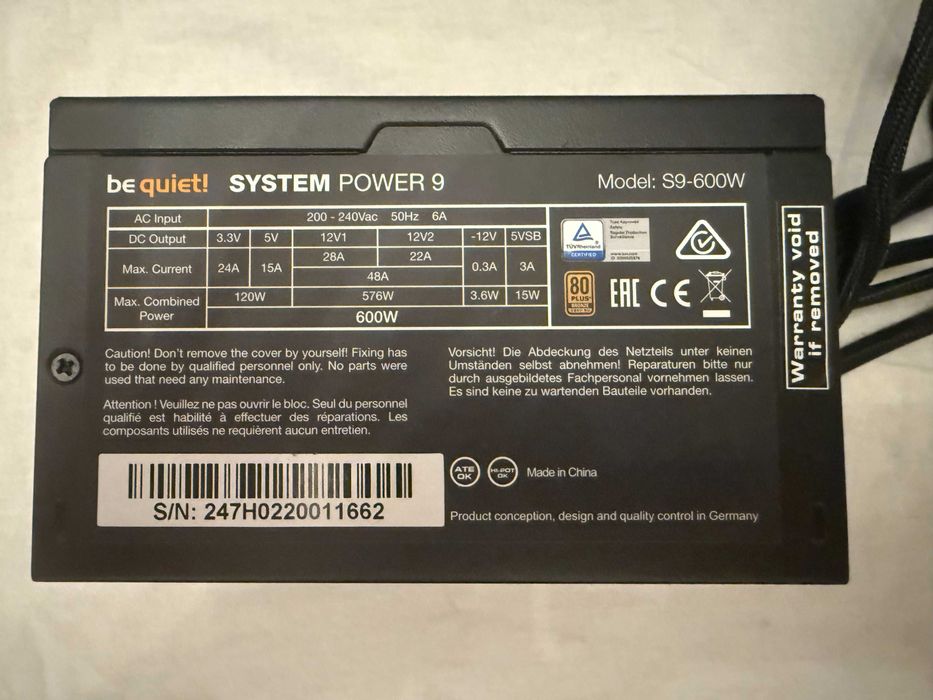 be quiet! SYSTEM POWER 9 Model: S9-600W
AC Input 200 - 240Vac 50Hz 6A
DC Output 3.3V 5V 12V1 12V2 -12V 5VSB
Max. Current 24A 15A 28A 22A 0.3A 3A
48A
Max. Combined Power 120W 576W 3.6W 15W
600W
TÜVRheinland
CERTIFIED
80
PLUS
BRONZE
EAC CE
Warranty void
if removed
Caution! Don't remove the cover by yourself! Fixing has
to be done by qualified personnel only. No parts were
used that need any maintenance.
Attention ! Veuillez ne pas ouvrir le bloc. Seul du personnel
qualifié est habilité à effectuer des réparations. Les
composants utilisés ne requièrent aucun entretien.
Vorsicht! Die Abdeckung des Netzteils unter keinen
Umständen selbst abnehmen! Reparaturen bitte nur
durch ausgebildetes Fachpersonal vornehmen lassen.
Es sind keine zu wartenden Bauteile vorhanden.
S/N: 247H0220011662
ATE
OK
HI-POT
OK
Made in China
Product conception, design and quality control in Germany